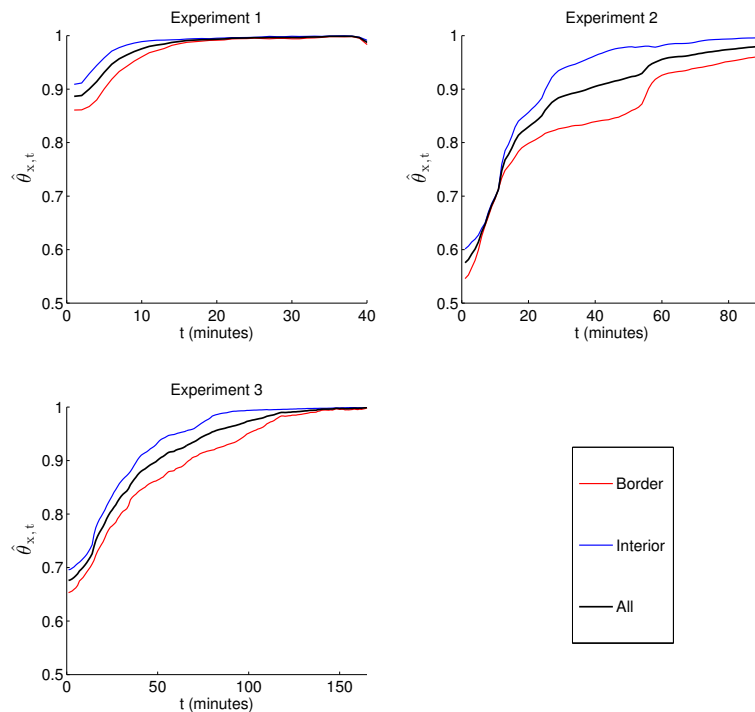 Experiment 1
1
0.9
0.8
0.7
0.6
0.5
θ̂x,t
0 10 20 30 40
t (minutes)
Experiment 2
1
0.9
0.8
0.7
0.6
0.5
θ̂x,t
0 20 40 60 80
t (minutes)
Experiment 3
1
0.9
0.8
0.7
0.6
0.5
θ̂x,t
0 50 100 150
t (minutes)
Border
Interior
All